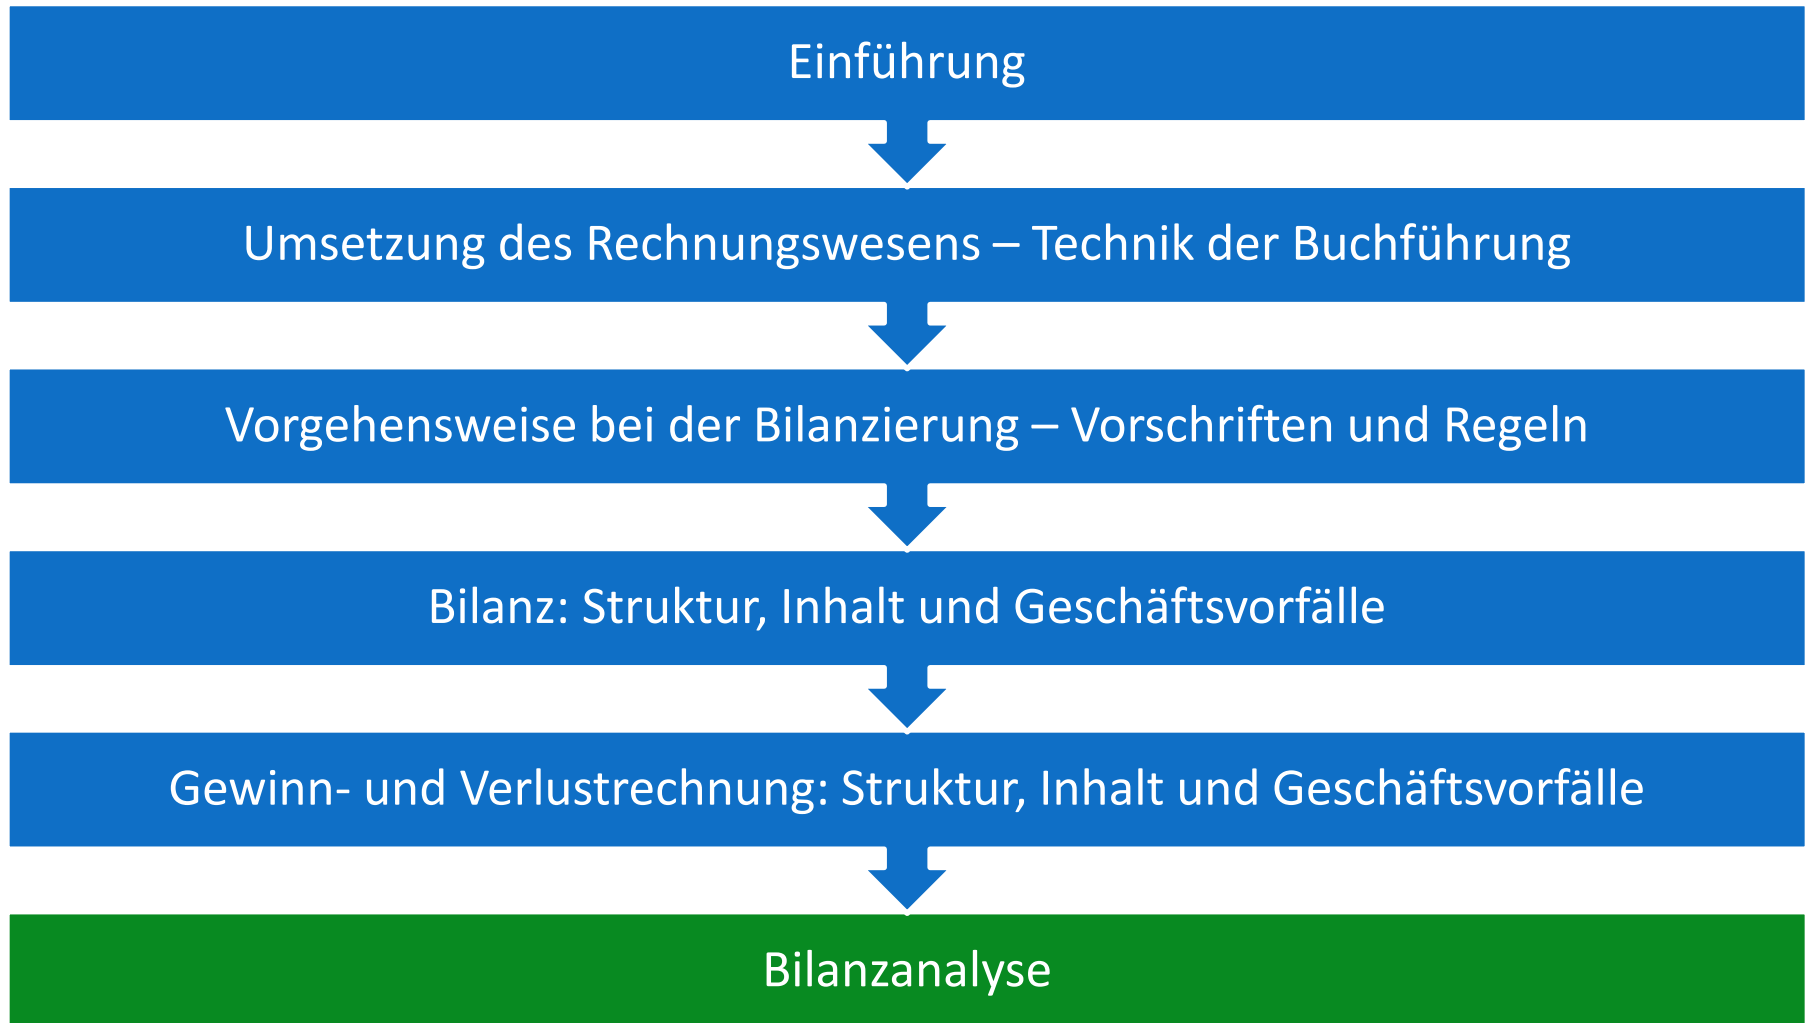 Einführung
Umsetzung des Rechnungswesens – Technik der Buchführung
Vorgehensweise bei der Bilanzierung – Vorschriften und Regeln
Bilanz: Struktur, Inhalt und Geschäftsvorfälle
Gewinn- und Verlustrechnung: Struktur, Inhalt und Geschäftsvorfälle
Bilanzanalyse